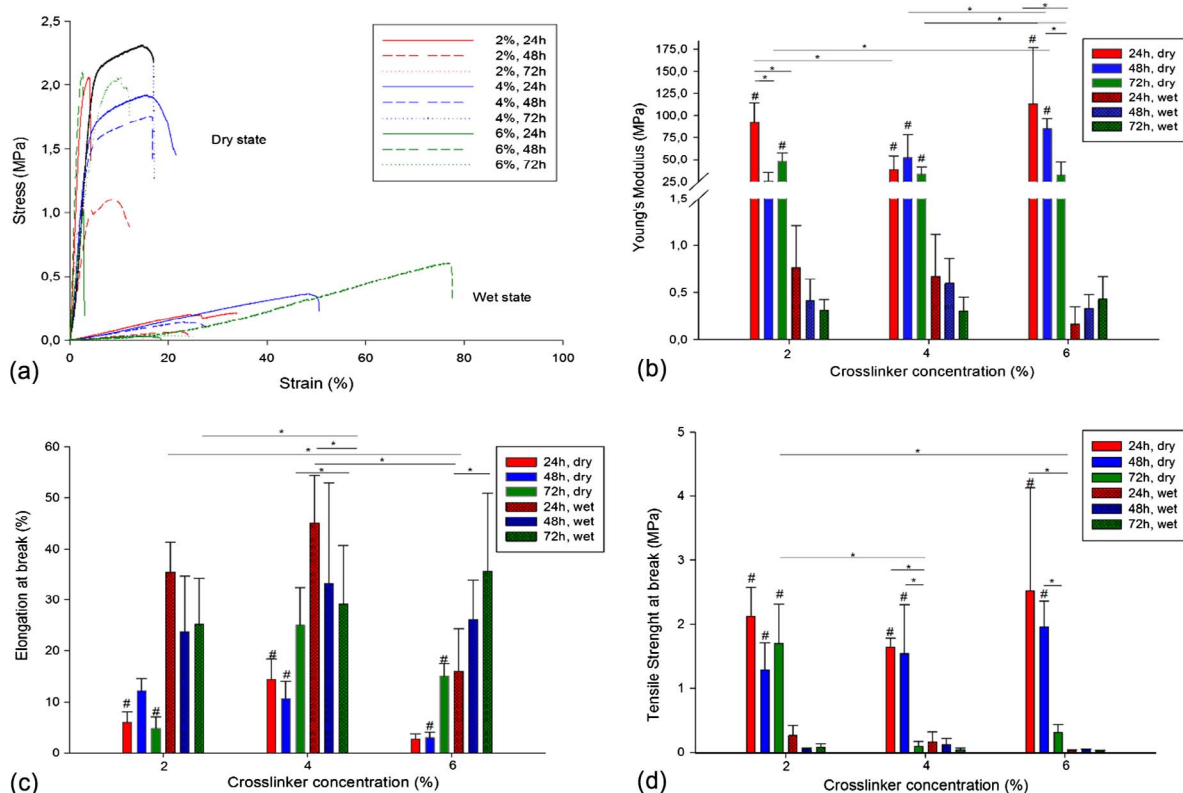 2,5
2,0
1,5
1,0
0,5
0,0
0
20
40
60
80
100
Stress (MPa)
Strain (%)
Dry state
Wet state
2%, 24h
2%, 48h
2%, 72h
4%, 24h
4%, 48h
4%, 72h
6%, 24h
6%, 48h
6%, 72h
(a)
175,0
150,0
125,0
100,0
75,0
50,0
25,0
1,5
1,0
0,5
0,0
Young's Modulus (MPa)
# * * # * # # # * * * * # # *
2
4
6
Crosslinker concentration (%)
24h, dry
48h, dry
72h, dry
24h, wet
48h, wet
72h, wet
(b)
60
50
40
30
20
10
0
Elongation at break (%)
# # * * # # * * * # *
2
4
6
Crosslinker concentration (%)
24h, dry
48h, dry
72h, dry
24h, wet
48h, wet
72h, wet
(c)
5
4
3
2
1
0
Tensile Strenght at break (MPa)
# # # * * # # * * # # * *
2
4
6
Crosslinker concentration (%)
24h, dry
48h, dry
72h, dry
24h, wet
48h, wet
72h, wet
(d)